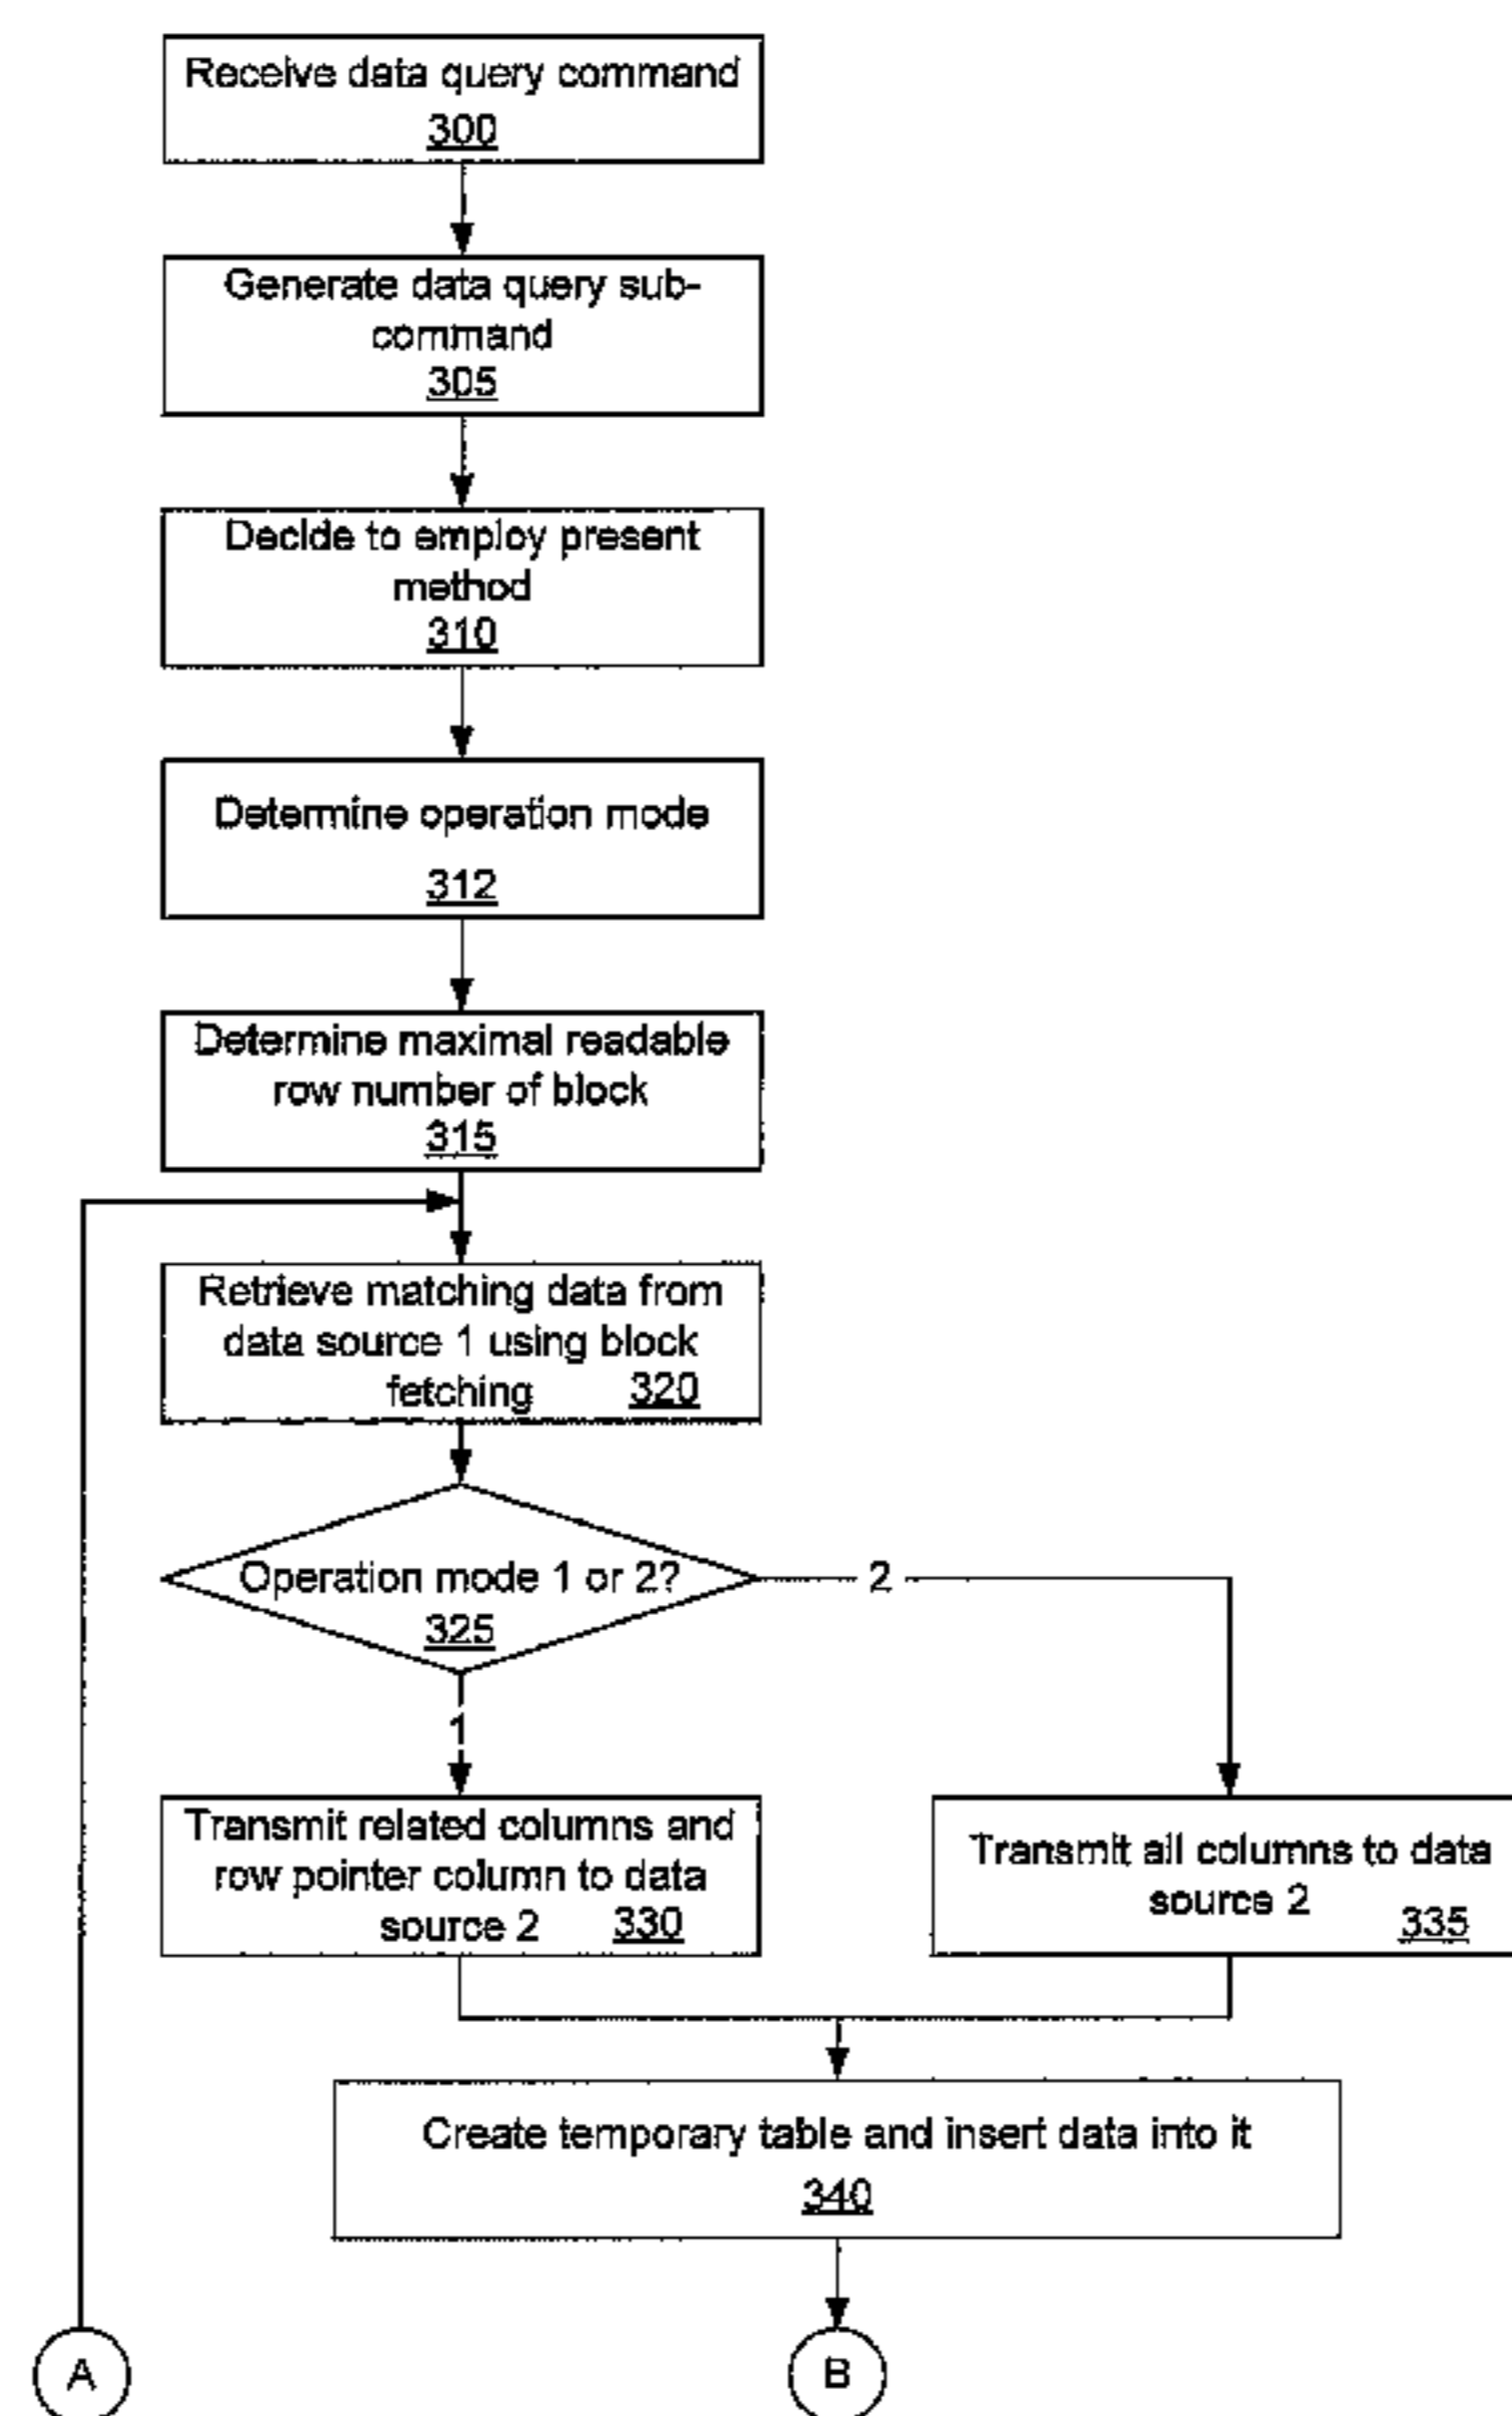 Receive data query command
300
Generate data query sub-
command
305
Decide to employ present
method
310
Determine operation mode
312
Determine maximal readable
row number of block
315
Retrieve matching data from
data source 1 using block
fetching 320
Operation mode 1 or 2?
325
2
1
Transmit related columns and
row pointer column to data
source 2 330
Transmit all columns to data
source 2 335
Create temporary table and insert data into it
340
A
B